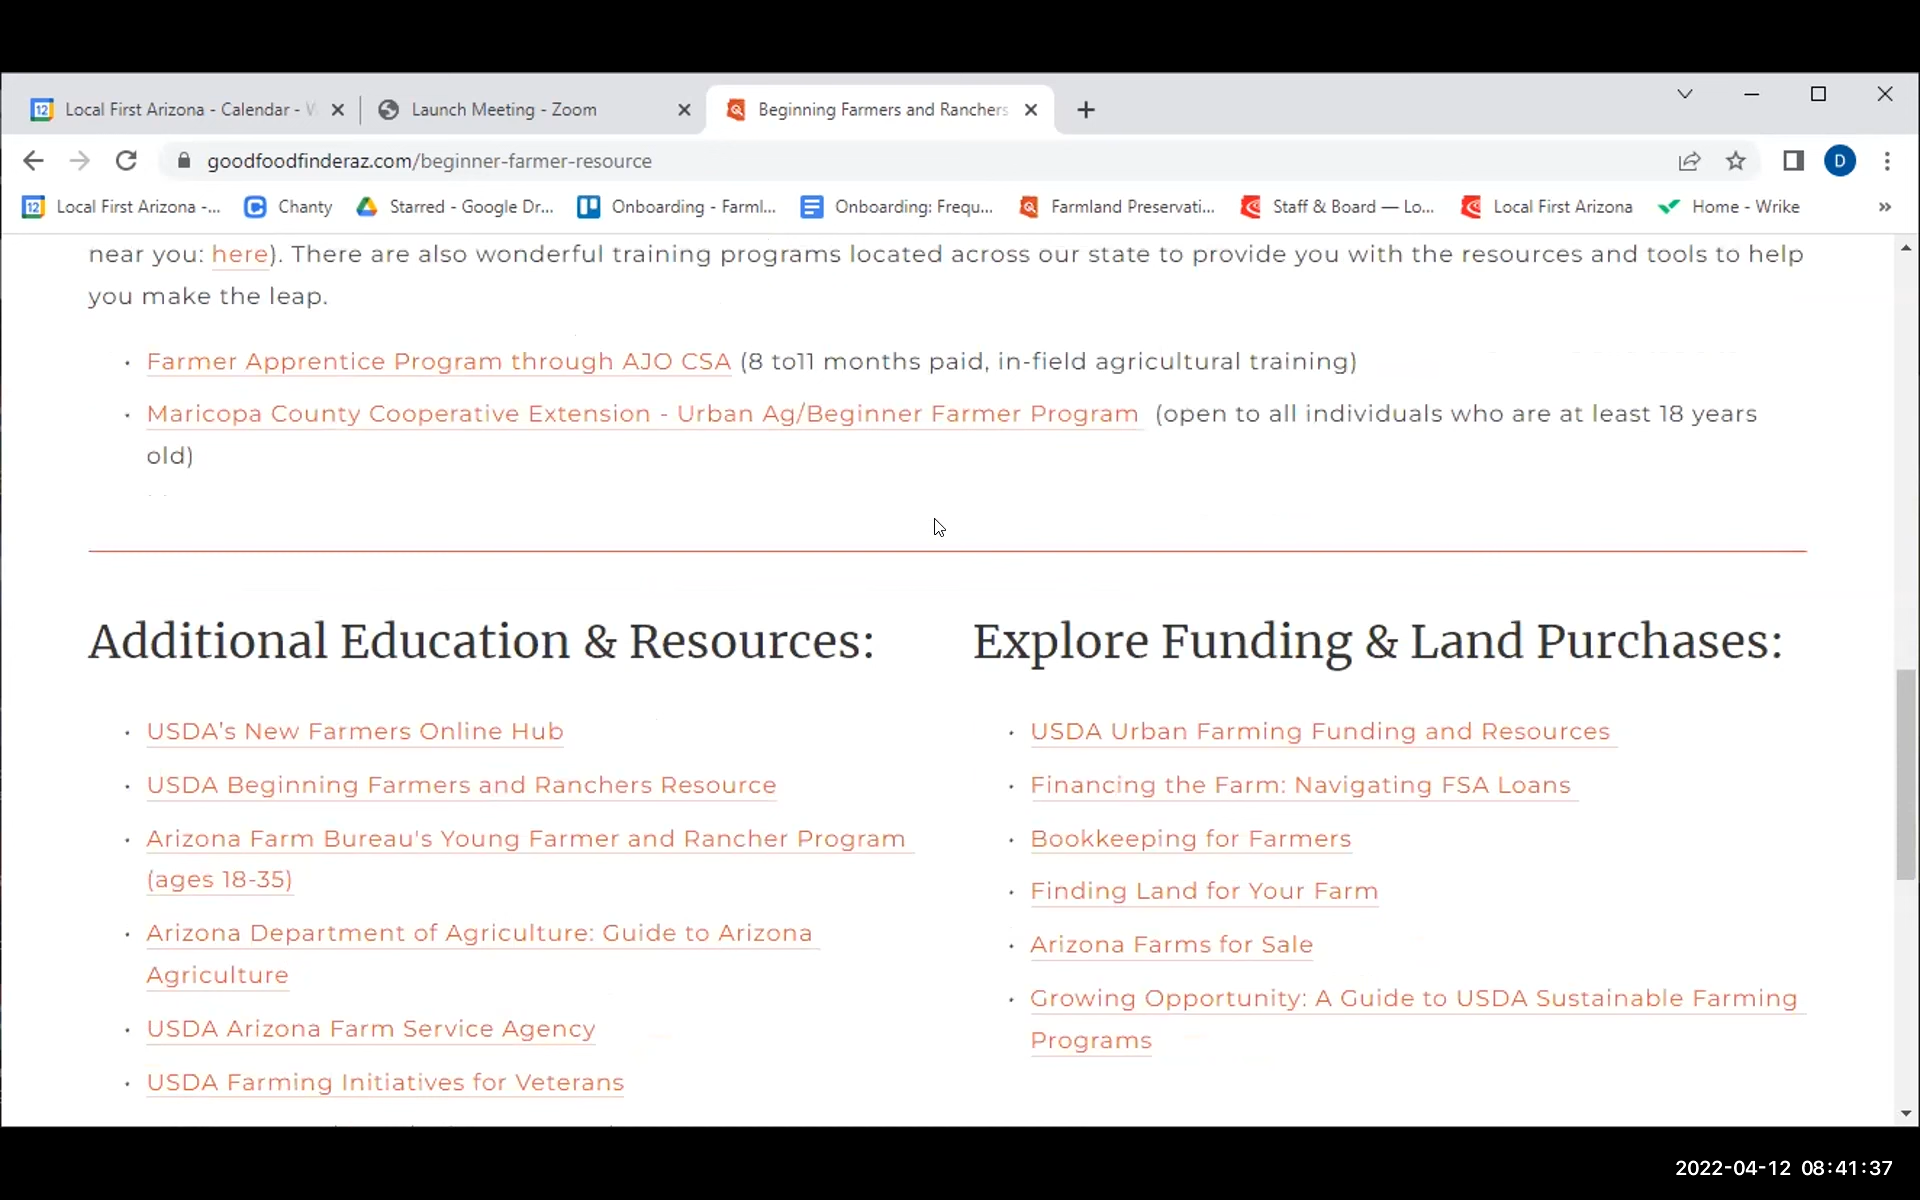 Local First Arizona - Calendar - W
Launch Meeting - Zoom
Beginning Farmers and Ranchers
goodfoodfinderaz.com/beginner-farmer-resource
D
12 Local First Arizona -...
Chanty
Starred - Google Dr...
Onboarding - Farml...
Onboarding: Frequ...
Farmland Preservati...
Staff & Board — Lo...
Local First Arizona
Home - Wrike
»
near you: here). There are also wonderful training programs located across our state to provide you with the resources and tools to help
you make the leap.
• Farmer Apprentice Program through AJO CSA (8 to11 months paid, in-field agricultural training)
• Maricopa County Cooperative Extension - Urban Ag/Beginner Farmer Program (open to all individuals who are at least 18 years
old)
Additional Education & Resources:
• USDA's New Farmers Online Hub
• USDA Beginning Farmers and Ranchers Resource
• Arizona Farm Bureau's Young Farmer and Rancher Program
(ages 18-35)
• Arizona Department of Agriculture: Guide to Arizona
Agriculture
• USDA Arizona Farm Service Agency
• USDA Farming Initiatives for Veterans
Explore Funding & Land Purchases:
• USDA Urban Farming Funding and Resources
• Financing the Farm: Navigating FSA Loans
• Bookkeeping for Farmers
• Finding Land for Your Farm
• Arizona Farms for Sale
• Growing Opportunity: A Guide to USDA Sustainable Farming
Programs
2022-04-12 08:41:37